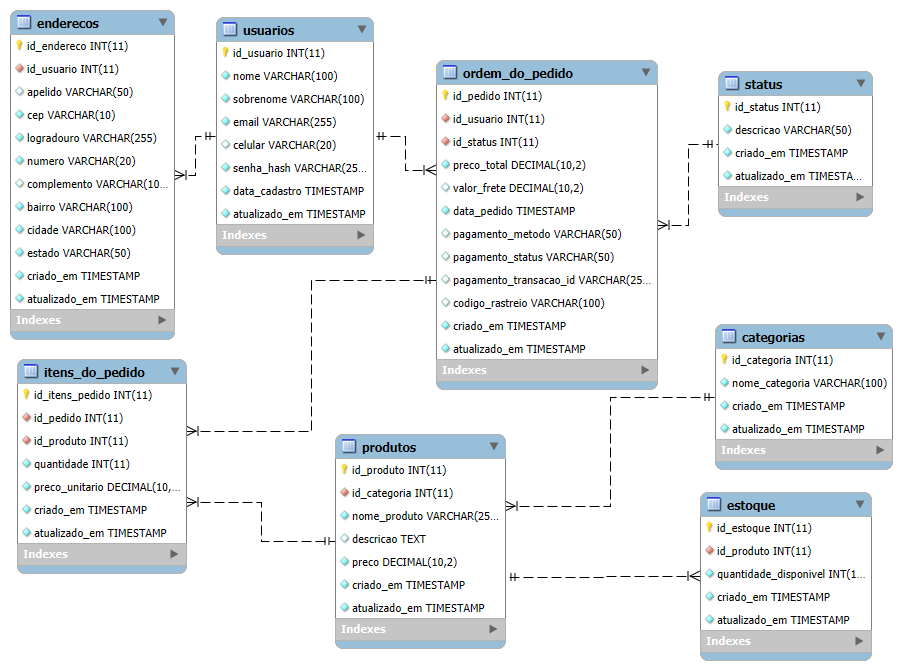 enderecos
id_endereco INT(11)
id_usuario INT(11)
apelido VARCHAR(50)
cep VARCHAR(10)
logradouro VARCHAR(255)
numero VARCHAR(20)
complemento VARCHAR(10...
bairro VARCHAR(100)
cidade VARCHAR(100)
estado VARCHAR(50)
criado_em TIMESTAMP
atualizado_em TIMESTAMP
Indexes
usuarios
id_usuario INT(11)
nome VARCHAR(100)
sobrenome VARCHAR(100)
email VARCHAR(255)
celular VARCHAR(20)
senha_hash VARCHAR(25...
data_cadastro TIMESTAMP
atualizado_em TIMESTAMP
Indexes
ordem_do_pedido
id_pedido INT(11)
id_usuario INT(11)
id_status INT(11)
preco_total DECIMAL(10,2)
valor_frete DECIMAL(10,2)
data_pedido TIMESTAMP
pagamento_metodo VARCHAR(50)
pagamento_status VARCHAR(50)
pagamento_transacao_id VARCHAR(25...
codigo_rastreio VARCHAR(100)
criado_em TIMESTAMP
atualizado_em TIMESTAMP
Indexes
status
id_status INT(11)
descricao VARCHAR(50)
criado_em TIMESTAMP
atualizado_em TIMESTA...
Indexes
itens_do_pedido
id_itens_pedido INT(11)
id_pedido INT(11)
id_produto INT(11)
quantidade INT(11)
preco_unitario DECIMAL(10,...
criado_em TIMESTAMP
atualizado_em TIMESTAMP
Indexes
produtos
id_produto INT(11)
id_categoria INT(11)
nome_produto VARCHAR(25...
descricao TEXT
preco DECIMAL(10,2)
criado_em TIMESTAMP
atualizado_em TIMESTAMP
Indexes
categorias
id_categoria INT(11)
nome_categoria VARCHAR(100)
criado_em TIMESTAMP
atualizado_em TIMESTAMP
Indexes
estoque
id_estoque INT(11)
id_produto INT(11)
quantidade_disponivel INT(1...
criado_em TIMESTAMP
atualizado_em TIMESTAMP
Indexes